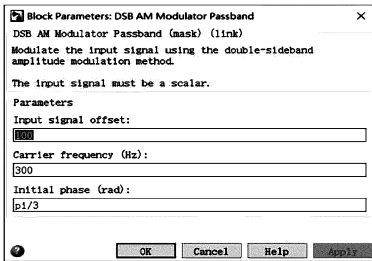 Block Parameters: DSB AM Modulator Passband
DSB AM Modulator Passband (mask) (link)
Modulate the input signal using the double-sideband
amplitude modulation method.
The input signal must be a scalar.
Parameters
Input signal offset:
100
Carrier frequency (Hz):
300
Initial phase (rad):
pi/3
OK Cancel Help Apply